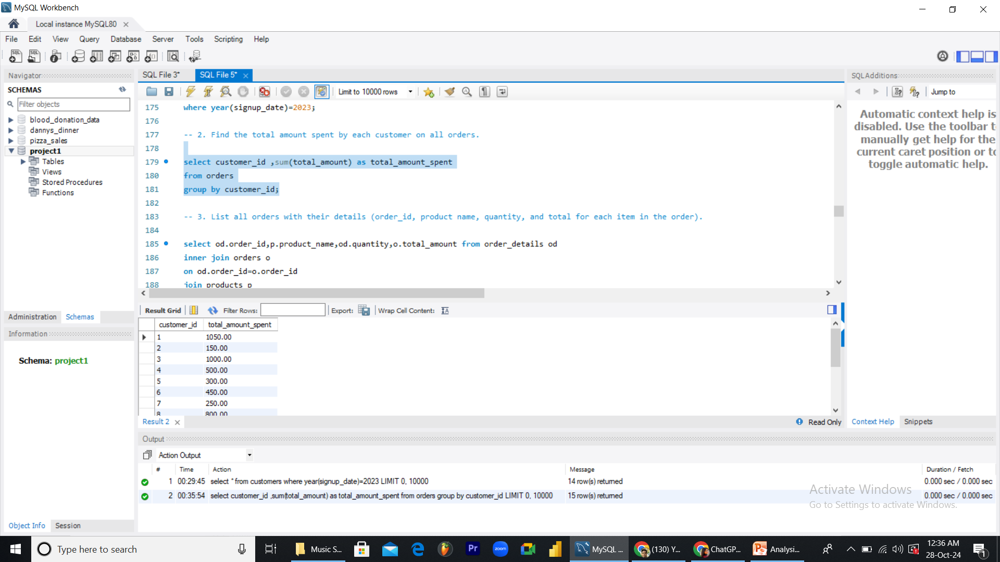 MySQL Workbench
Local instance MySQL80
File Edit View Query Database Server Tools Scripting Help
Navigator
SCHEMAS
Filter objects
blood_donation_data
dannys_dinner
pizza_sales
project1
Tables
Views
Stored Procedures
Functions
Administration Schemas
Information
Schema: project1
Object Info Session
SQL File 3* SQL File 5*
Limit to 10000 rows
175 where year(signup_date)=2023;
176
177 -- 2. Find the total amount spent by each customer on all orders.
178
179 select customer_id ,sum(total_amount) as total_amount_spent
180 from orders
181 group by customer_id;
182
183 -- 3. List all orders with their details (order_id, product name, quantity, and total for each item in the order).
184
185 select od.order_id,p.product_name,od.quantity,o.total_amount from order_details od
186 inner join orders o
187 on od.order_id=o.order_id
188 join products p
Result Grid Filter Rows: Export: Wrap Cell Content:
customer_id total_amount_spent
1 1050.00
2 150.00
3 1000.00
4 500.00
5 300.00
6 450.00
7 250.00
8 800.00
Result 2 Read Only
Output
Action Output
# Time Action Message Duration / Fetch
1 00:29:45 select * from customers where year(signup_date)=2023 LIMIT 0, 10000 14 row(s) returned 0.000 sec / 0.000 sec
2 00:35:54 select customer_id ,sum(total_amount) as total_amount_spent from orders group by customer_id LIMIT 0, 10000 15 row(s) returned 0.000 sec / 0.000 sec
SQLAdditions
Jump to
Automatic context help is
disabled. Use the toolbar t
manually get help for the
current caret position or to
toggle automatic help.
Context Help Snippets
Activate Windows
Go to Settings to activate Windows.
Type here to search
Music S...
Pr
zoom
MySQL ...
(130) Y...
ChatGP...
Analysi...
12:36 AM
28-Oct-24
1